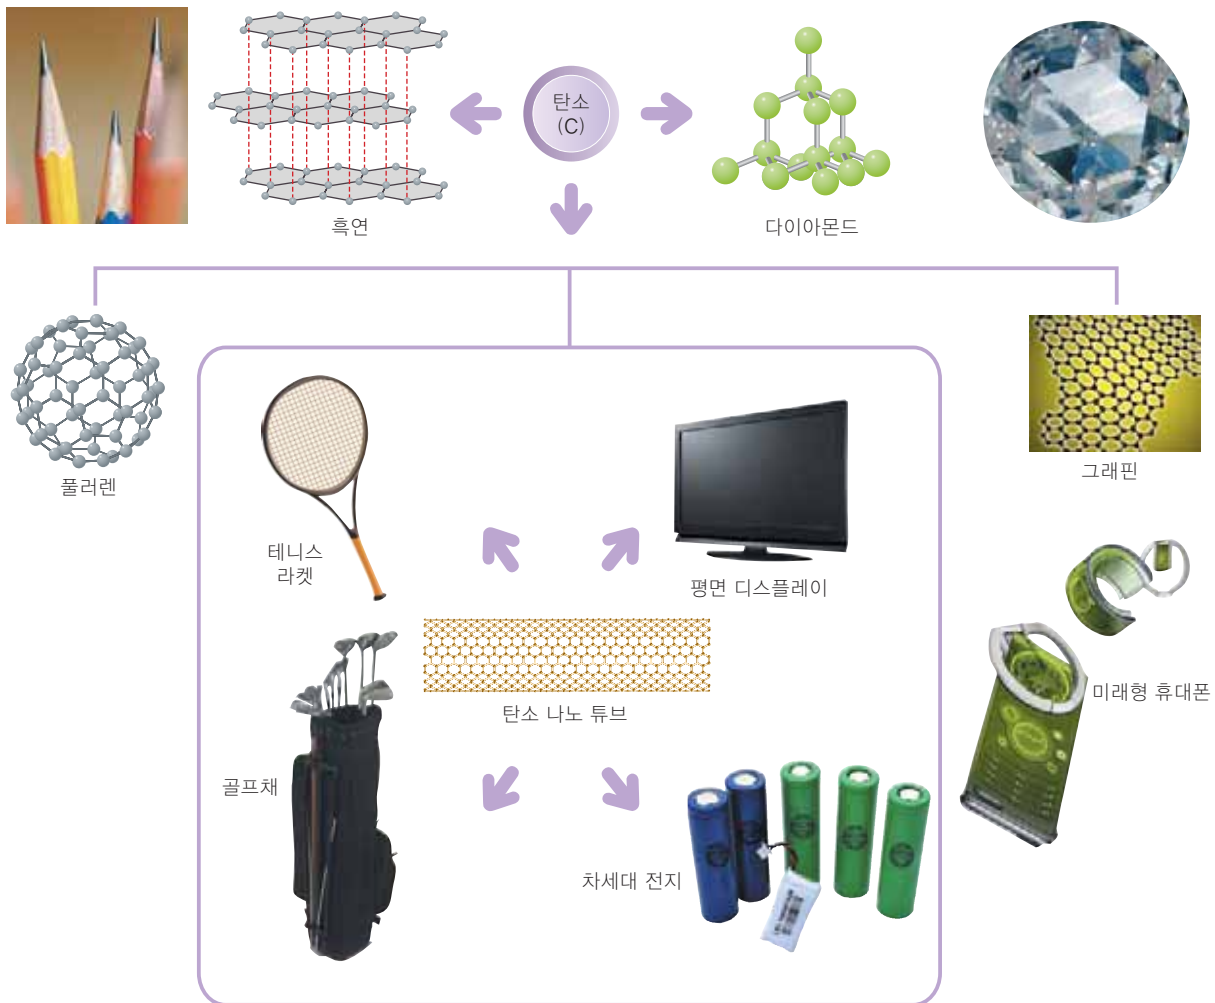 탄소
(C)
흑연
다이아몬드
풀러렌
그래핀
테니스
라켓
평면 디스플레이
탄소 나노 튜브
미래형 휴대폰
골프채
차세대 전지